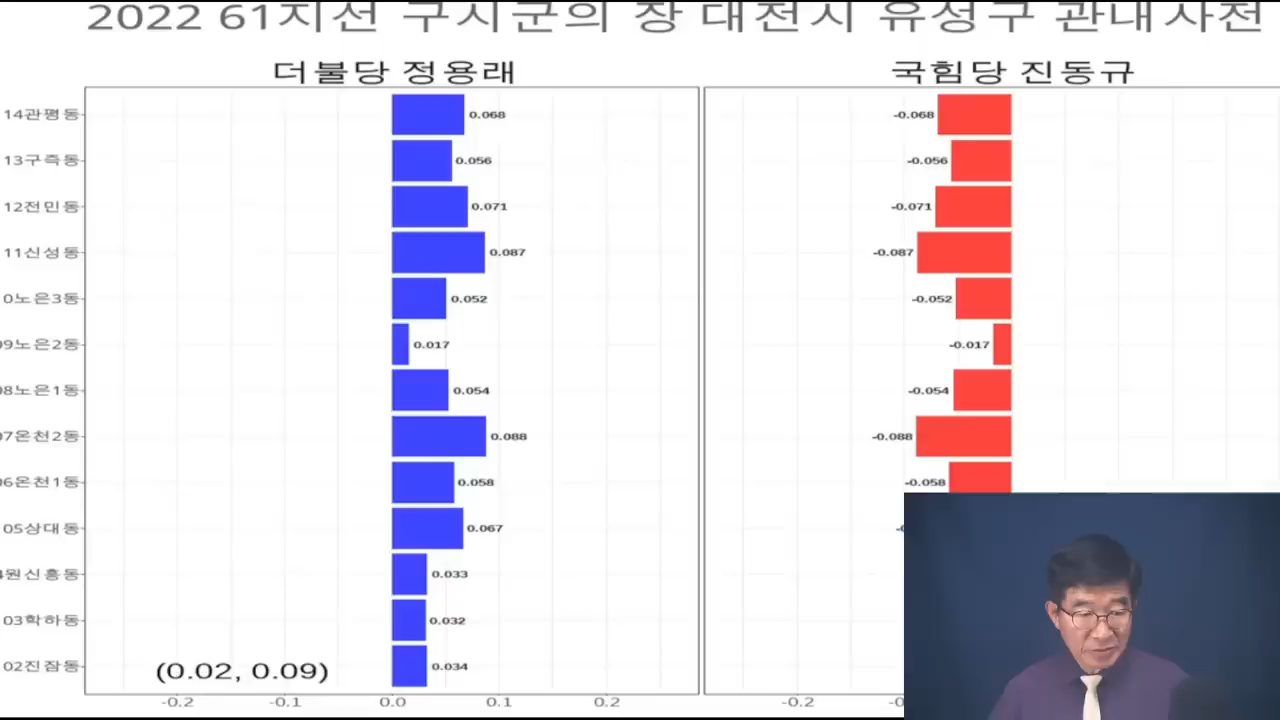 2022 61지선 구시군의 장 대전시 유성구 관내사전
더불당 정용래
국힘당 진동규
14관평동 0.068 -0.068
13구즉동 0.056 -0.056
12전민동 0.071 -0.071
11신성동 0.087 -0.087
0노은3동 0.052 -0.052
9노은2동 0.017 -0.017
8노은1동 0.054 -0.054
7온천2동 0.088 -0.088
6온천1동 0.058 -0.058
05상대동 0.067
원신흥동 0.033
03학하동 0.032
02진잠동 0.034
(0.02, 0.09)
-0.2 -0.1 0.0 0.1 0.2 -0.2